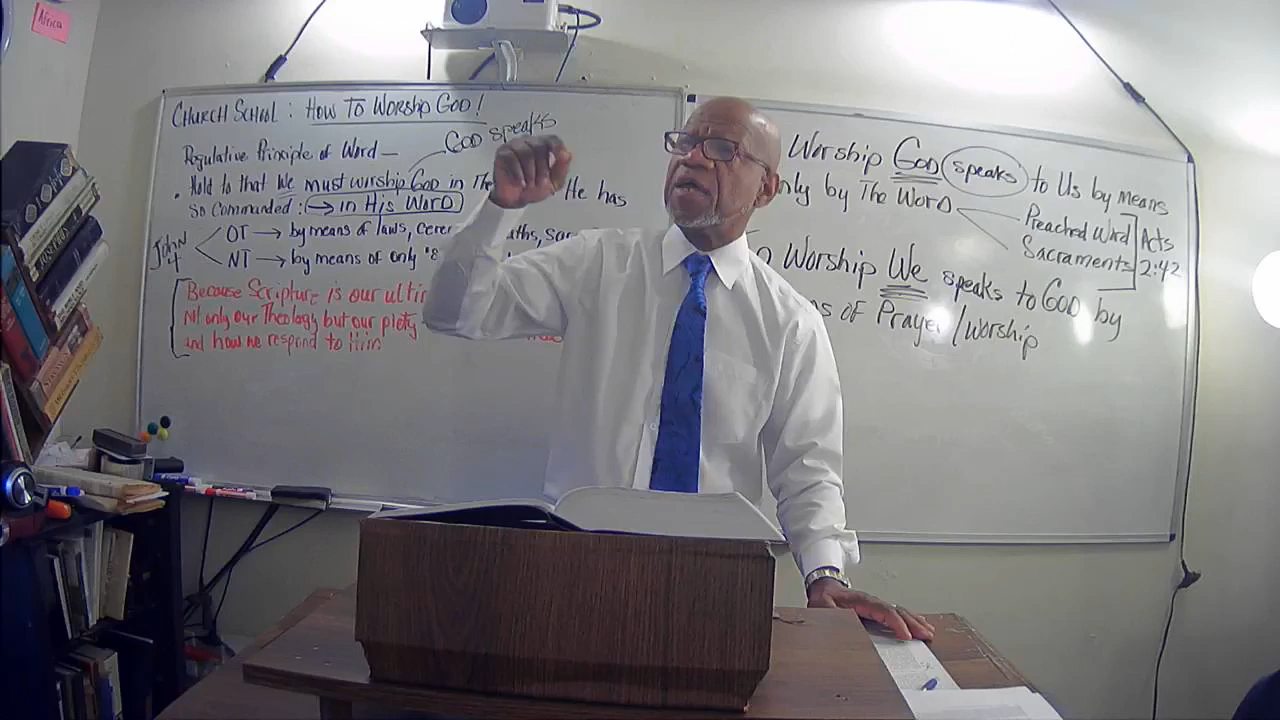 Africa
CHURCH SCHOOL: HOW TO WORSHIP GOD!
GOD speaks
Regulative Principle of Word —
• Hold to that We must worship GOD in The He has
So Commanded: → in His WORD
John 4
OT → by means of laws,
NT → by means of only
Because Scripture is our
Not only our Theology but our piety
and how we respond to Him
Worship GOD speaks to Us by means
only by The WORD
Preached Word
Sacraments
Acts
2:42
To Worship We speaks to GOD by
of Prayer/worship